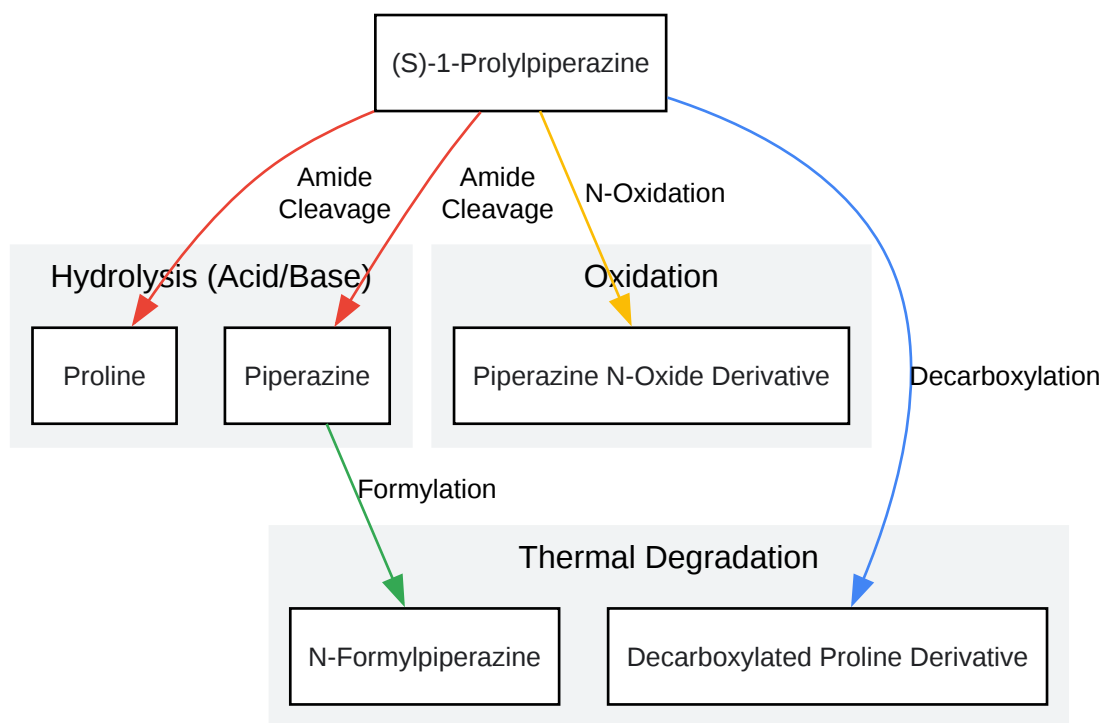 (S)-1-Prolylpiperazine
Amide
Cleavage
Amide
Cleavage
N-Oxidation
Hydrolysis (Acid/Base)
Oxidation
Proline
Piperazine
Piperazine N-Oxide Derivative
Decarboxylation
Formylation
Thermal Degradation
N-Formylpiperazine
Decarboxylated Proline Derivative